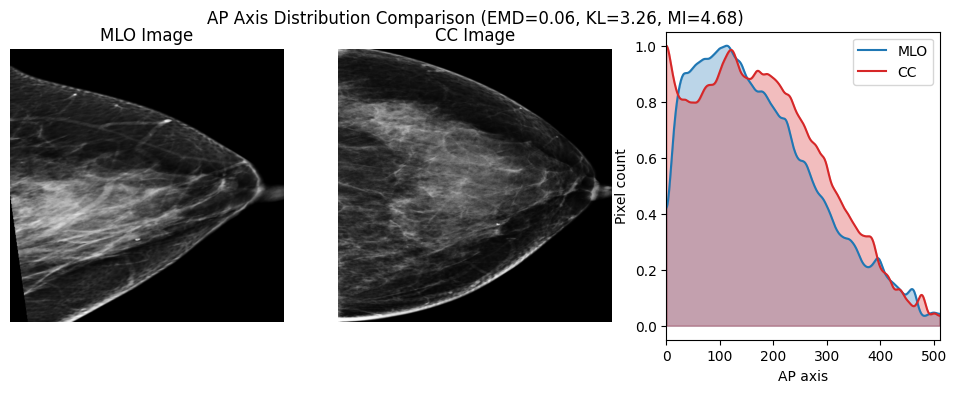 AP Axis Distribution Comparison (EMD=0.06, KL=3.26, MI=4.68)
MLO Image
CC Image
MLO
CC
1.0
0.8
0.6
0.4
0.2
0.0
Pixel count
0 100 200 300 400 500
AP axis